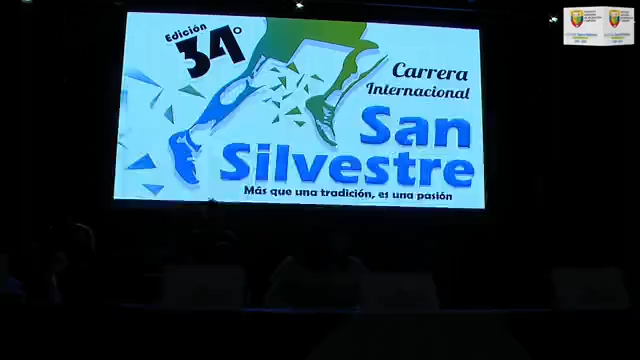 Edición
34°
Carrera
Internacional
San
Silvestre
Más que una tradición, es una pasión